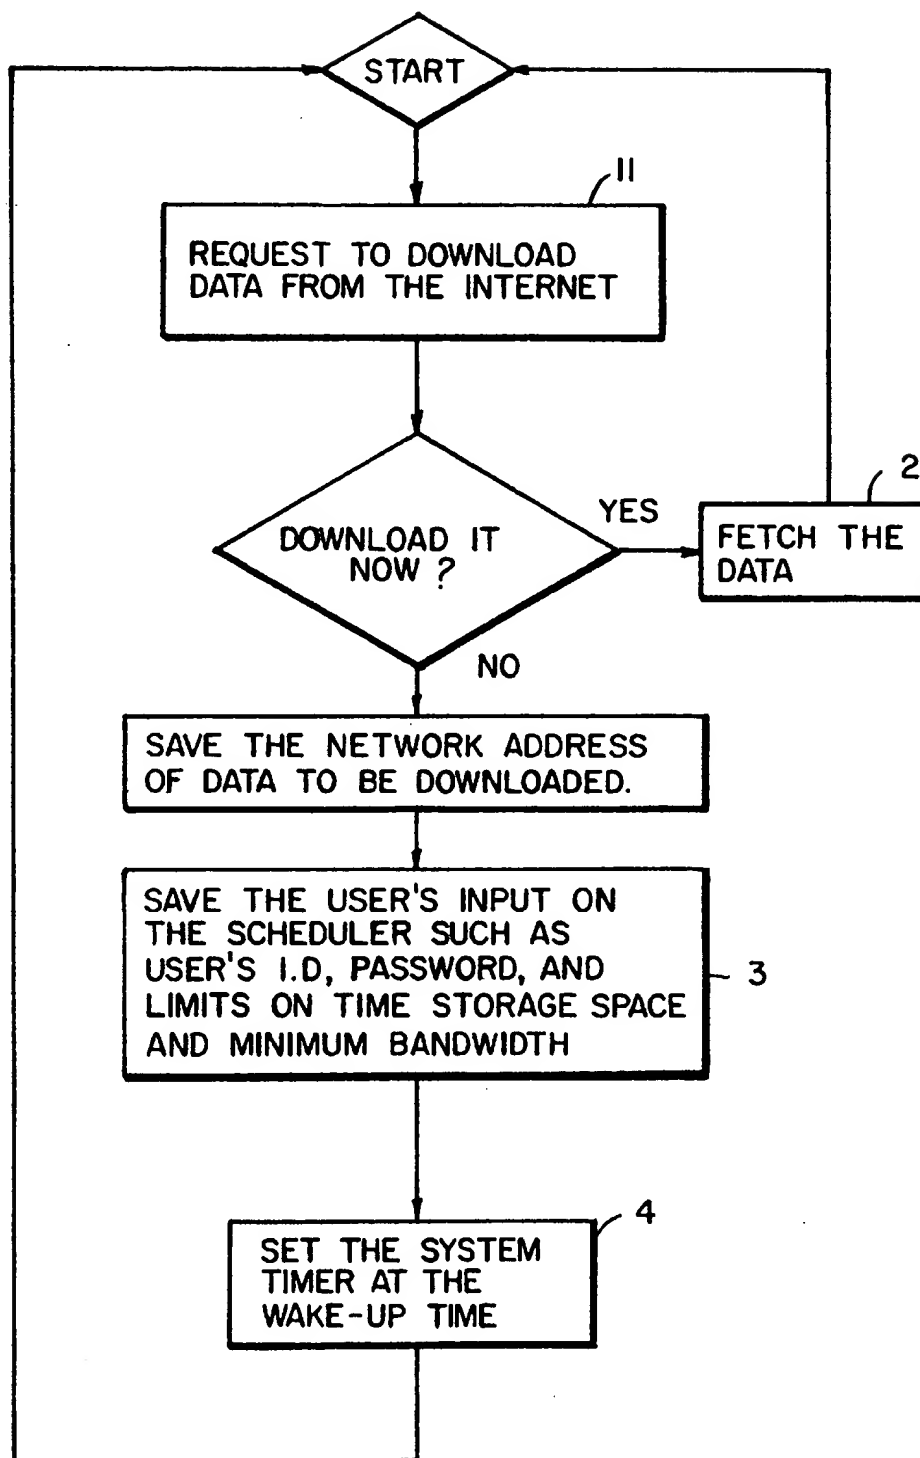 START
11
REQUEST TO DOWNLOAD
DATA FROM THE INTERNET
DOWNLOAD IT
NOW ?
YES
2
FETCH THE
DATA
NO
SAVE THE NETWORK ADDRESS
OF DATA TO BE DOWNLOADED.
SAVE THE USER'S INPUT ON
THE SCHEDULER SUCH AS
USER'S I.D, PASSWORD, AND
LIMITS ON TIME STORAGE SPACE
AND MINIMUM BANDWIDTH
3
4
SET THE SYSTEM
TIMER AT THE
WAKE-UP TIME